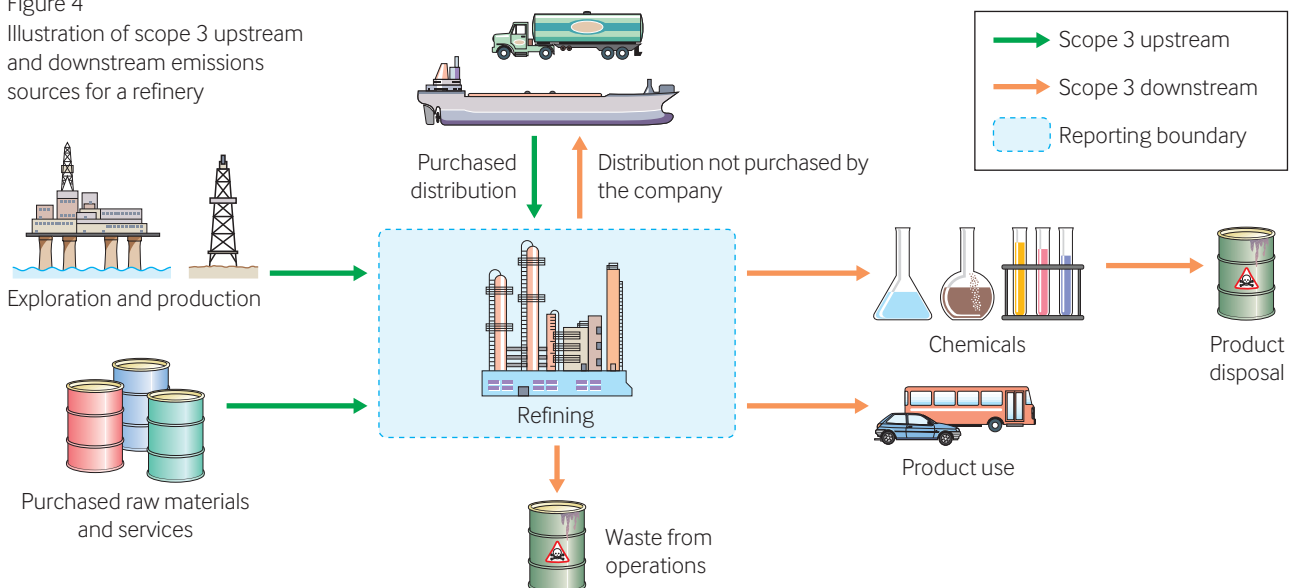 Figure 4
Illustration of scope 3 upstream
and downstream emissions
sources for a refinery
Scope 3 upstream
Scope 3 downstream
Reporting boundary
Purchased
distribution
Distribution not purchased by
the company
Exploration and production
Refining
Chemicals
Product
disposal
Purchased raw materials
and services
Product use
Waste from
operations